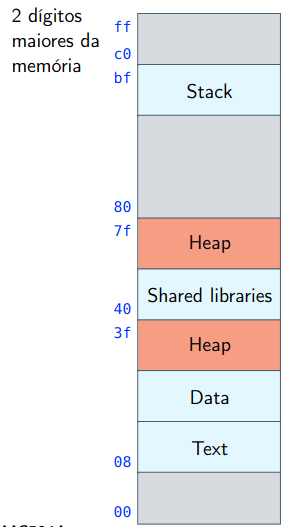 2 dígitos
maiores da
memória
ff
c0
bf
Stack
80
7f
Heap
Shared libraries
40
3f
Heap
Data
Text
08
00